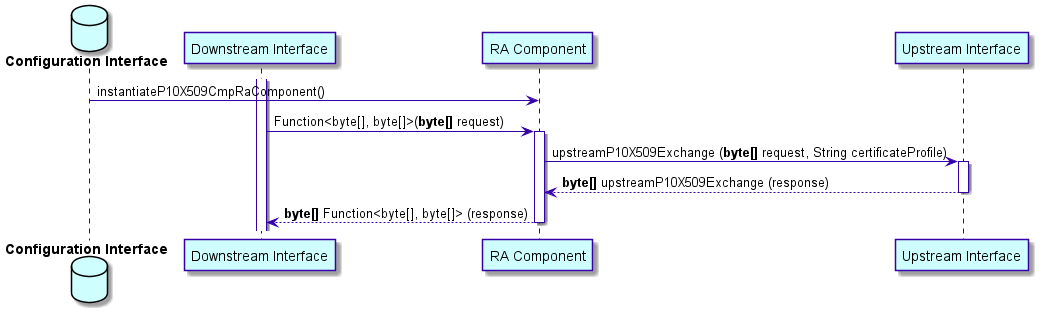 Configuration Interface
Downstream Interface
RA Component
Upstream Interface
instantiateP10X509CmpRaComponent()
Function<byte[], byte[]>(byte[] request)
upstreamP10X509Exchange (byte[] request, String certificateProfile)
byte[] upstreamP10X509Exchange (response)
byte[] Function<byte[], byte[]> (response)
Configuration Interface
Downstream Interface
RA Component
Upstream Interface